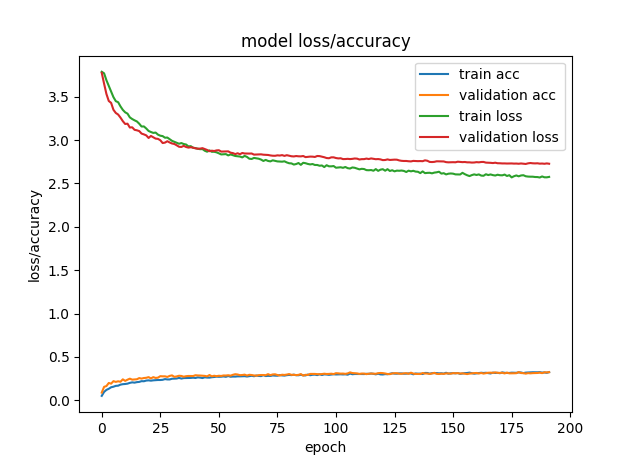 model loss/accuracy
train acc
validation acc
train loss
validation loss
loss/accuracy
3.5
3.0
2.5
2.0
1.5
1.0
0.5
0.0
0 25 50 75 100 125 150 175 200
epoch